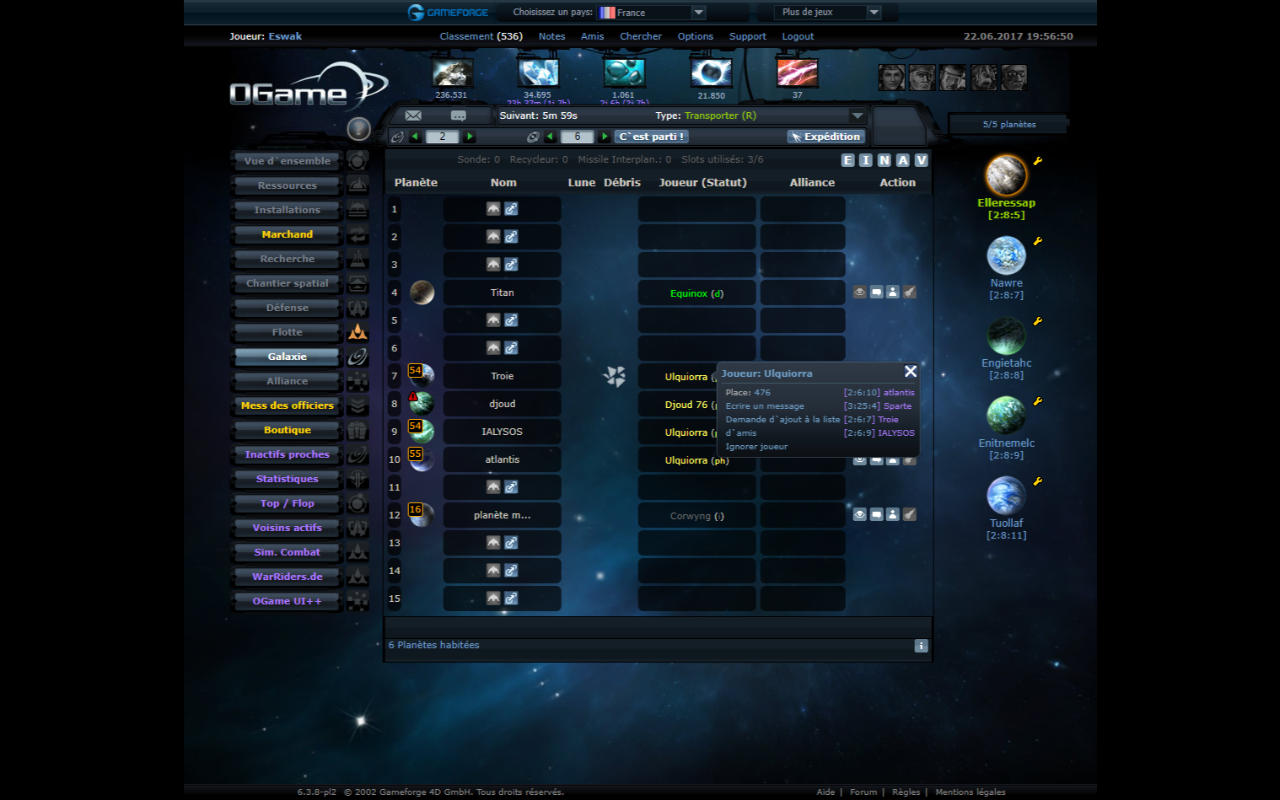 GAMEFORGE Choisissez un pays: France Plus de jeux
Joueur: Eswak Classement (536) Notes Amis Chercher Options Support Logout 22.06.2017 19:56:50
OGame
236.531 34.695 1.061 21.850 37
Suivant: 5m 59s Type: Transporter (R)
5/5 planètes
2 6 C`est parti ! Expédition
Sonde: 0 Recycleur: 0 Missile Interplan.: 0 Slots utilisés: 3/6 E I N A V
Planète Nom Lune Débris Joueur (Statut) Alliance Action
Vue d`ensemble
Ressources
Installations
Marchand
Recherche
Chantier spatial
Défense
Flotte
Galaxie
Alliance
Mess des officiers
Boutique
Inactifs proches
Statistiques
Top / Flop
Voisins actifs
Sim. Combat
WarRiders.de
OGame UI++
1
2
3
4 Titan Equinox (d)
5
6
7 54 Troie Ulquiorra
8 djoud Djoud 76
9 54 IALYSOS Ulquiorra
10 55 atlantis Ulquiorra (ph)
11
12 16 planète m... Corwyng (i)
13
14
15
Joueur: Ulquiorra
Place: 476
Ecrire un message
Demande d`ajout à la liste
d`amis
Ignorer joueur
[2:6:10] atlantis
[3:25:4] Sparte
[2:6:7] Troie
[2:6:9] IALYSOS
6 Planètes habitées
Elleressap
[2:8:5]
Nawre
[2:8:7]
Engietahc
[2:8:8]
Enitnemelc
[2:8:9]
Tuollaf
[2:8:11]
6.3.8-pl2 © 2002 Gameforge 4D GmbH. Tous droits réservés. Aide | Forum | Règles | Mentions légales